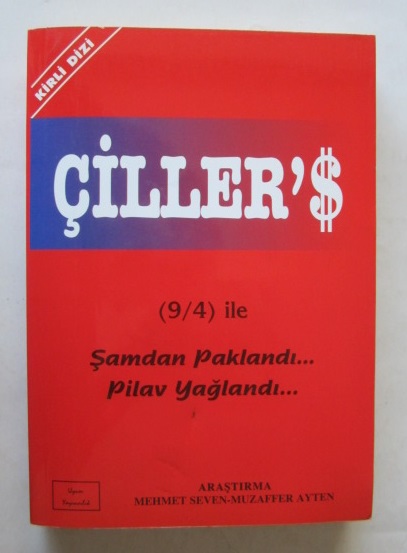 KİRLİ DİZİ
ÇİLLER'$
(9/4) ile
Şamdan Paklandı...
Pilav Yağlandı...
ARAŞTIRMA
MEHMET SEVEN-MUZAFFER AYTEN